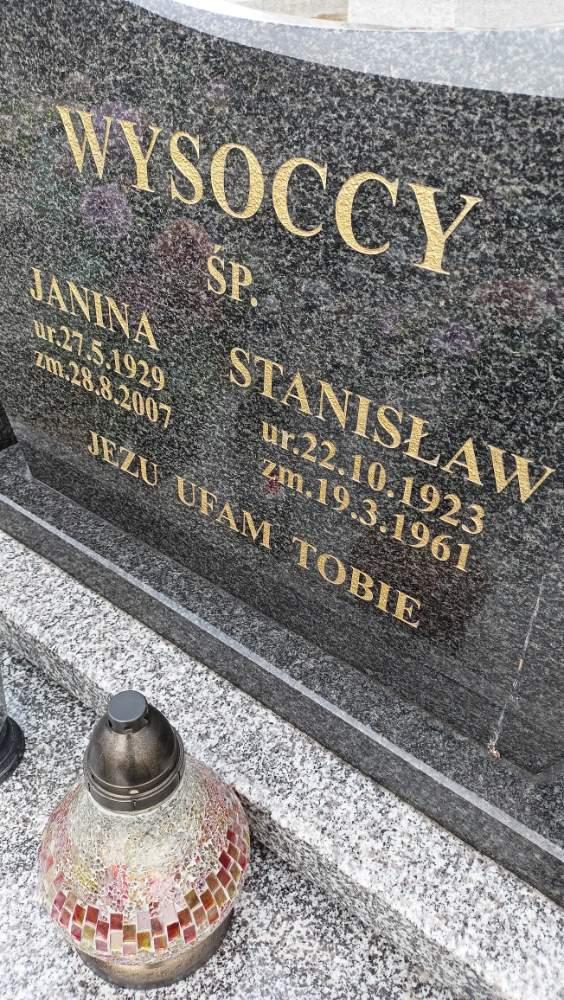 WYSOCCY
ŚP.
JANINA
ur.27.5.1929
zm.28.8.2007
STANISŁAW
ur.22.10.1923
zm.19.3.1961
JEZU UFAM TOBIE